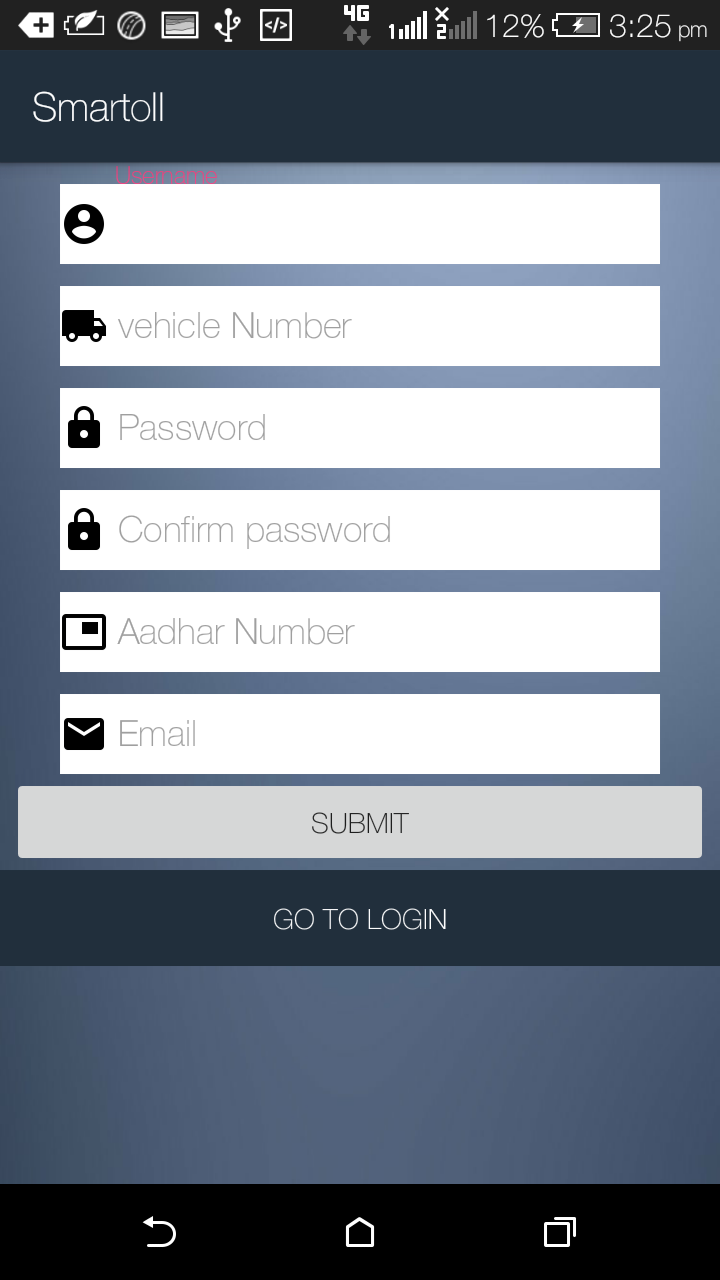 4G 1 2 12% 3:25 pm
Smartoll
Username
vehicle Number
Password
Confirm password
Aadhar Number
Email
SUBMIT
GO TO LOGIN